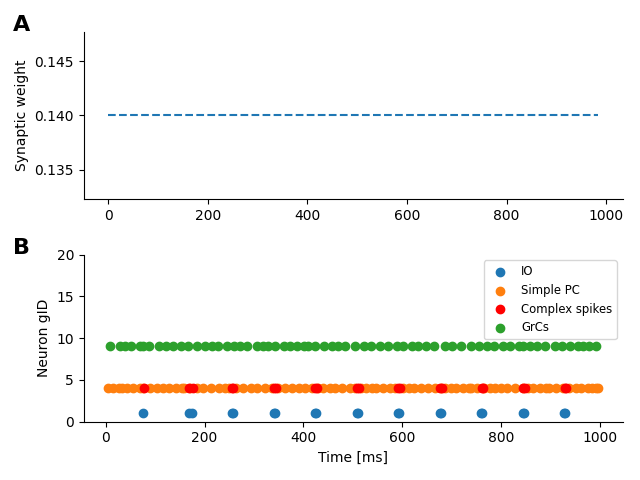 A
Synaptic weight
0.145
0.140
0.135
0 200 400 600 800 1000
B
Neuron gID
20
15
10
5
0
IO
Simple PC
Complex spikes
GrCs
0 200 400 600 800 1000
Time [ms]